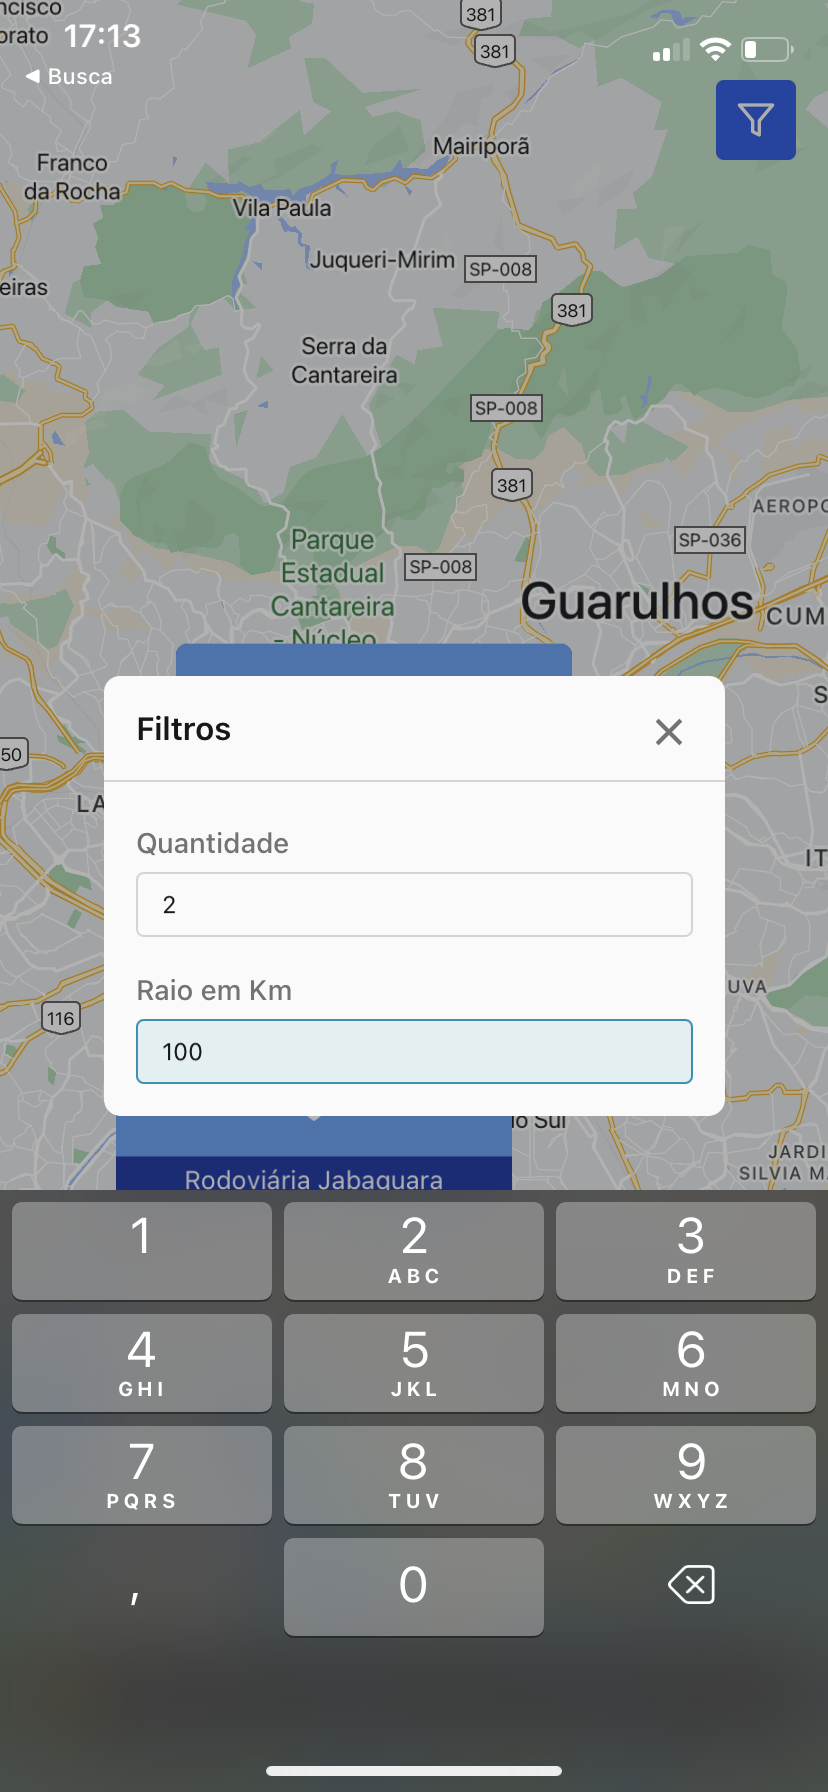 ncisco
orato
17:13
◀ Busca
381
381
Mairiporã
Franco
da Rocha
Vila Paula
Juqueri-Mirim
SP-008
eiras
381
Serra da
Cantareira
SP-008
381
AEROPO
SP-036
Parque
Estadual
Cantareira
- Núcleo
SP-008
Guarulhos
CUM
S
Filtros
50
LA
Quantidade
IT
2
UVA
Raio em Km
116
100
lo Sul
JARDI
SILVIA MA
Rodoviária Jabaquara
1
2
ABC
3
DEF
4
GHI
5
JKL
6
MNO
7
PQRS
8
TUV
9
WXYZ
,
0